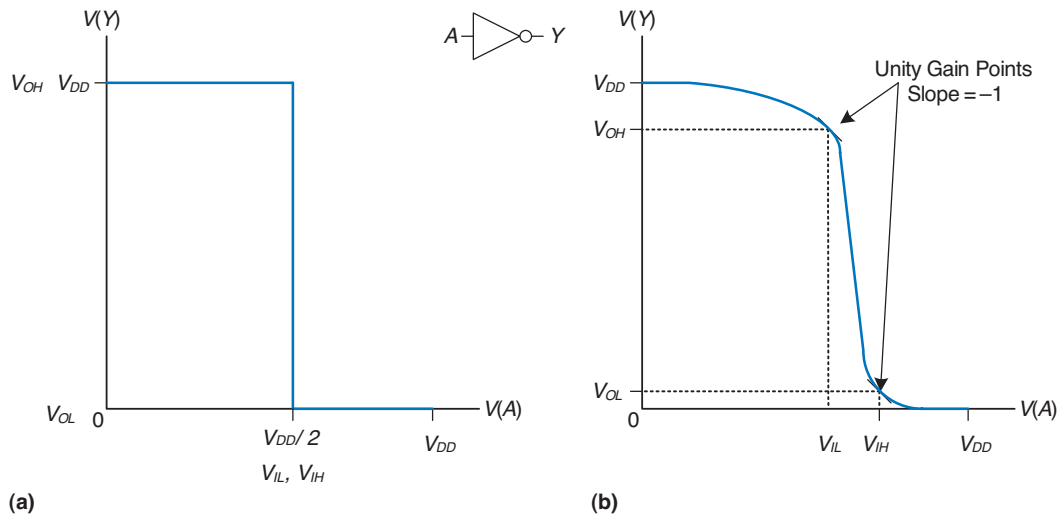 V(Y)
A
Y
V_OH V_DD
V_OL
0
V(A)
V_DD/2
V_DD
V_IL, V_IH
(a)
V(Y)
Unity Gain Points
Slope = –1
V_DD
V_OH
V_OL
0
V(A)
V_IL V_IH V_DD
(b)